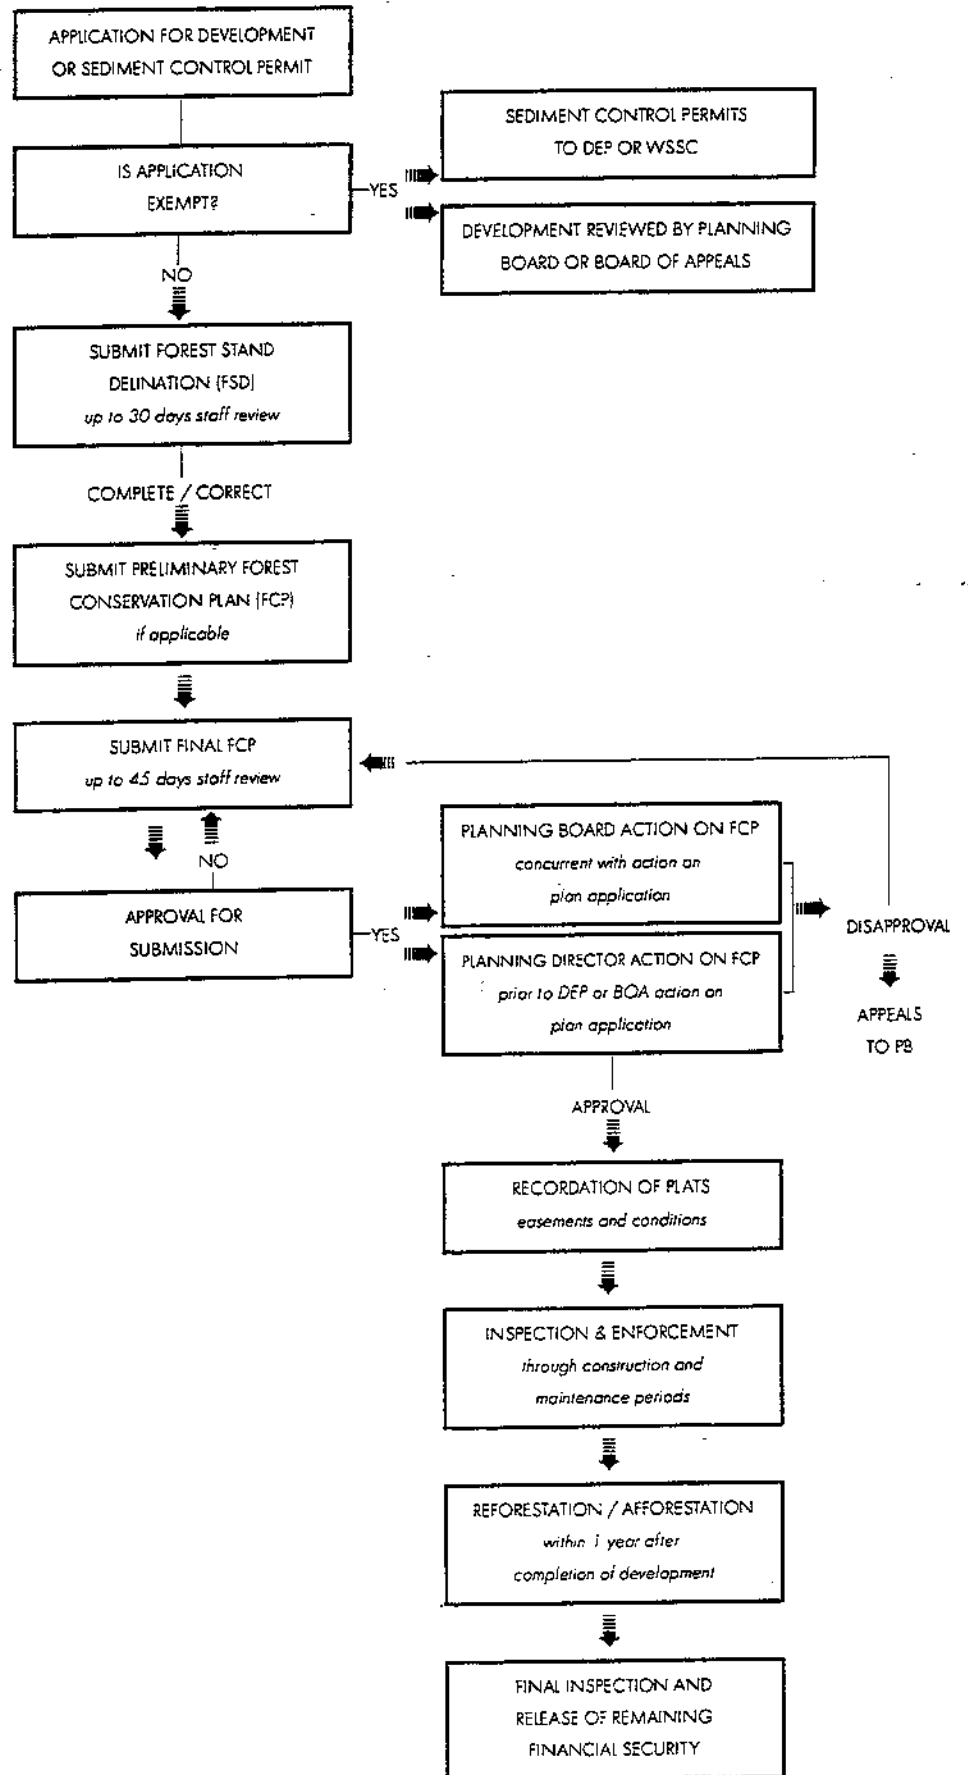 APPLICATION FOR DEVELOPMENT
OR SEDIMENT CONTROL PERMIT
IS APPLICATION
EXEMPT?
YES
SEDIMENT CONTROL PERMITS
TO DEP OR WSSC
DEVELOPMENT REVIEWED BY PLANNING
BOARD OR BOARD OF APPEALS
NO
SUBMIT FOREST STAND
DELINATION (FSD)
up to 30 days staff review
COMPLETE / CORRECT
SUBMIT PRELIMINARY FOREST
CONSERVATION PLAN (FCP)
if applicable
SUBMIT FINAL FCP
up to 45 days staff review
NO
APPROVAL FOR
SUBMISSION
YES
PLANNING BOARD ACTION ON FCP
concurrent with action on
plan application
PLANNING DIRECTOR ACTION ON FCP
prior to DEP or BOA action on
plan application
DISAPPROVAL
APPEALS
TO PB
APPROVAL
RECORDATION OF PLATS
easements and conditions
INSPECTION & ENFORCEMENT
through construction and
maintenance periods
REFORESTATION / AFFORESTATION
within 1 year after
completion of development
FINAL INSPECTION AND
RELEASE OF REMAINING
FINANCIAL SECURITY